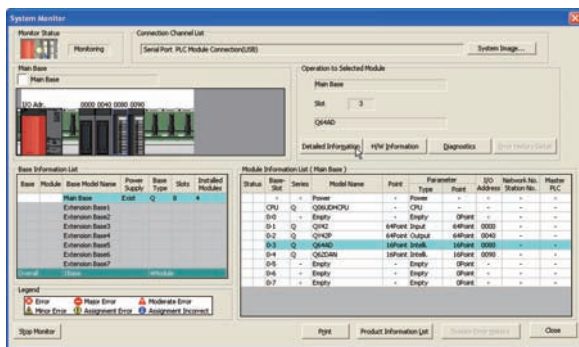 System Monitor
Monitor Status
Monitoring
Connection Channel List
Serial Port PLC Module Connection(USB)
System Image...
Main Base
Main Base
I/O Adr. 0000 0040 0080 0090
Operation to Selected Module
Main Base
Slot 3
Q64AD
Detailed Information
H/W Information
Diagnostics
Error History Detail
Base Information List
Base Module Base Model Name Power Supply Base Type Slots Installed Modules
Main Base Exist Q 8 4
Extension Base1
Extension Base2
Extension Base3
Extension Base4
Extension Base5
Extension Base6
Extension Base7
Overall 1Base 4Module
Module Information List ( Main Base )
Status Base-Slot Series Model Name Point Parameter Type Point I/O Address Network No. Station No. Master PLC
- - Power - Power - - - -
CPU Q Q06UDHCPU - CPU - - - -
0-0 - Empty - Empty 0Point - - -
0-1 Q QX42 64Point Input 64Point 0000 - -
0-2 Q QY42P 64Point Output 64Point 0040 - -
0-3 Q Q64AD 16Point Intelli. 16Point 0080 - -
0-4 Q Q62DAN 16Point Intelli. 16Point 0090 - -
0-5 - Empty - Empty 0Point - - -
0-6 - Empty - Empty 0Point - - -
0-7 - Empty - Empty 0Point - - -
Legend
Error Major Error Moderate Error
Minor Error Assignment Error Assignment Incorrect
Stop Monitor
Print
Product Information List
Close